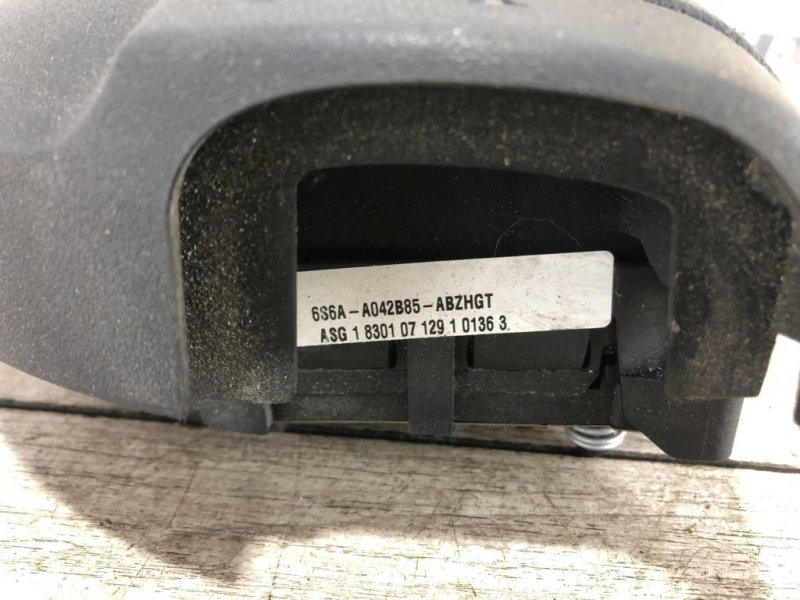 6S6A-A042B85-ABZHGT
ASG 1 8301 07 129 1 0136 3